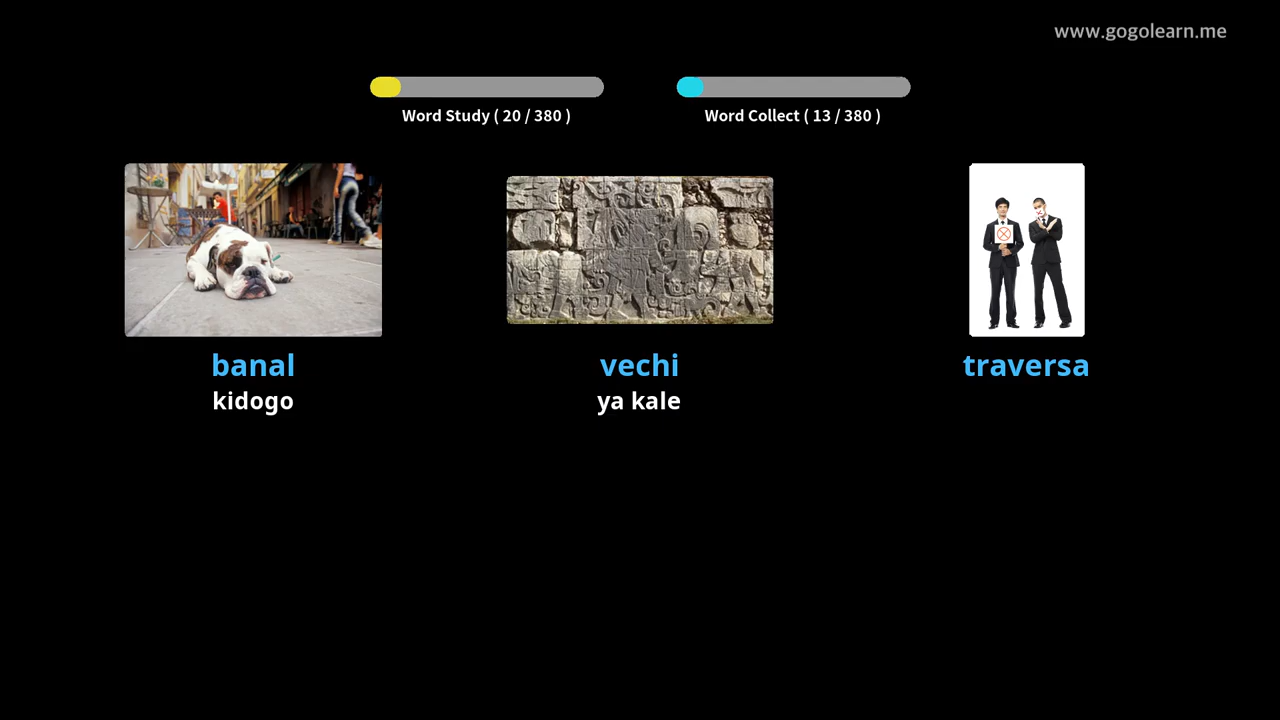 www.gogolearn.me
Word Study ( 20 / 380 )
Word Collect ( 13 / 380 )
banal
vechi
traversa
kidogo
ya kale